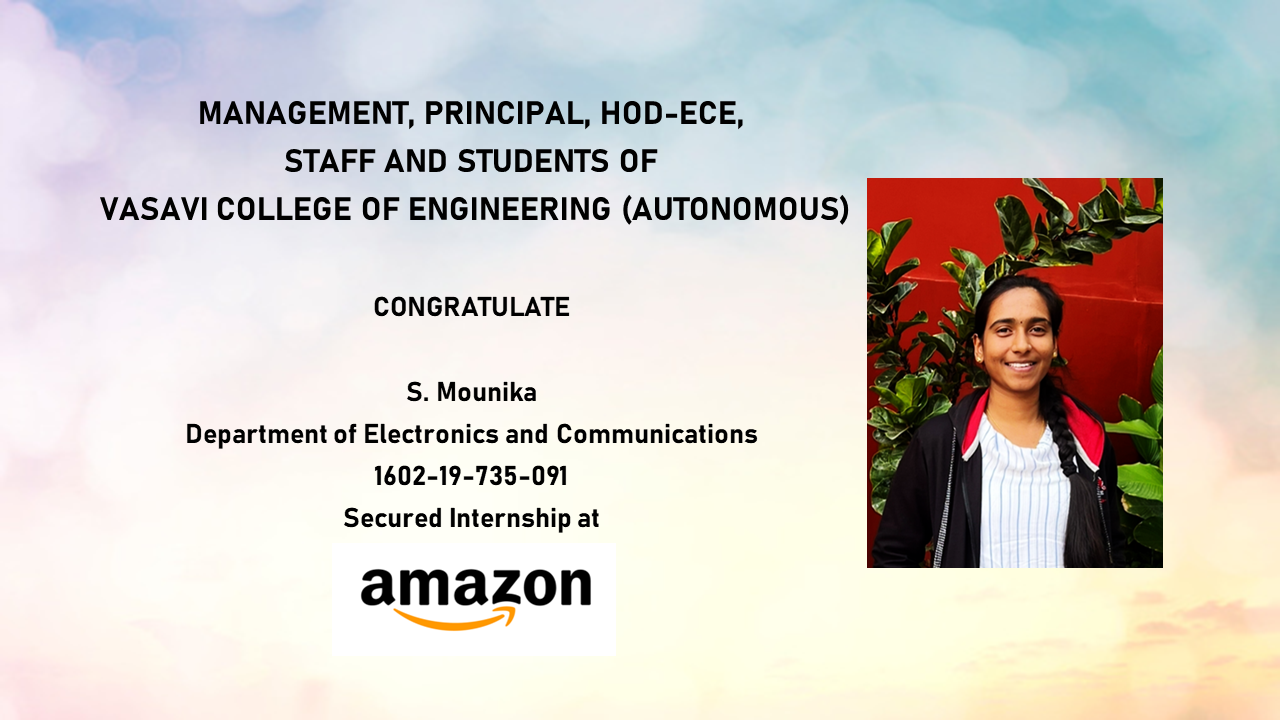 MANAGEMENT, PRINCIPAL, HOD-ECE,
STAFF AND STUDENTS OF
VASAVI COLLEGE OF ENGINEERING (AUTONOMOUS)
CONGRATULATE
S. Mounika
Department of Electronics and Communications
1602-19-735-091
Secured Internship at
amazon